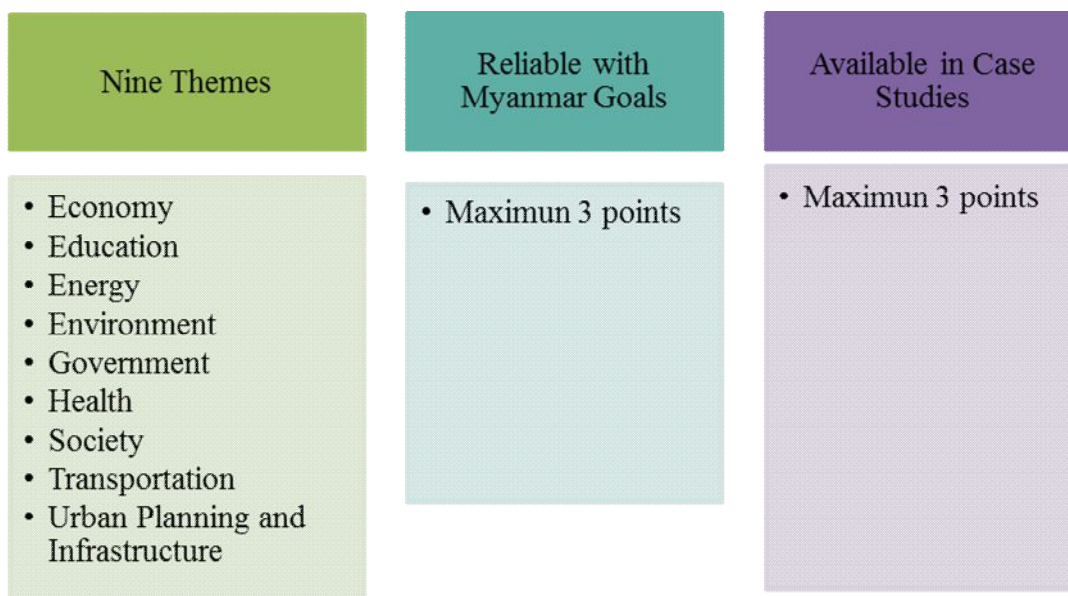 Nine Themes
• Economy
• Education
• Energy
• Environment
• Government
• Health
• Society
• Transportation
• Urban Planning and
Infrastructure
Reliable with
Myanmar Goals
• Maximun 3 points
Available in Case
Studies
• Maximun 3 points